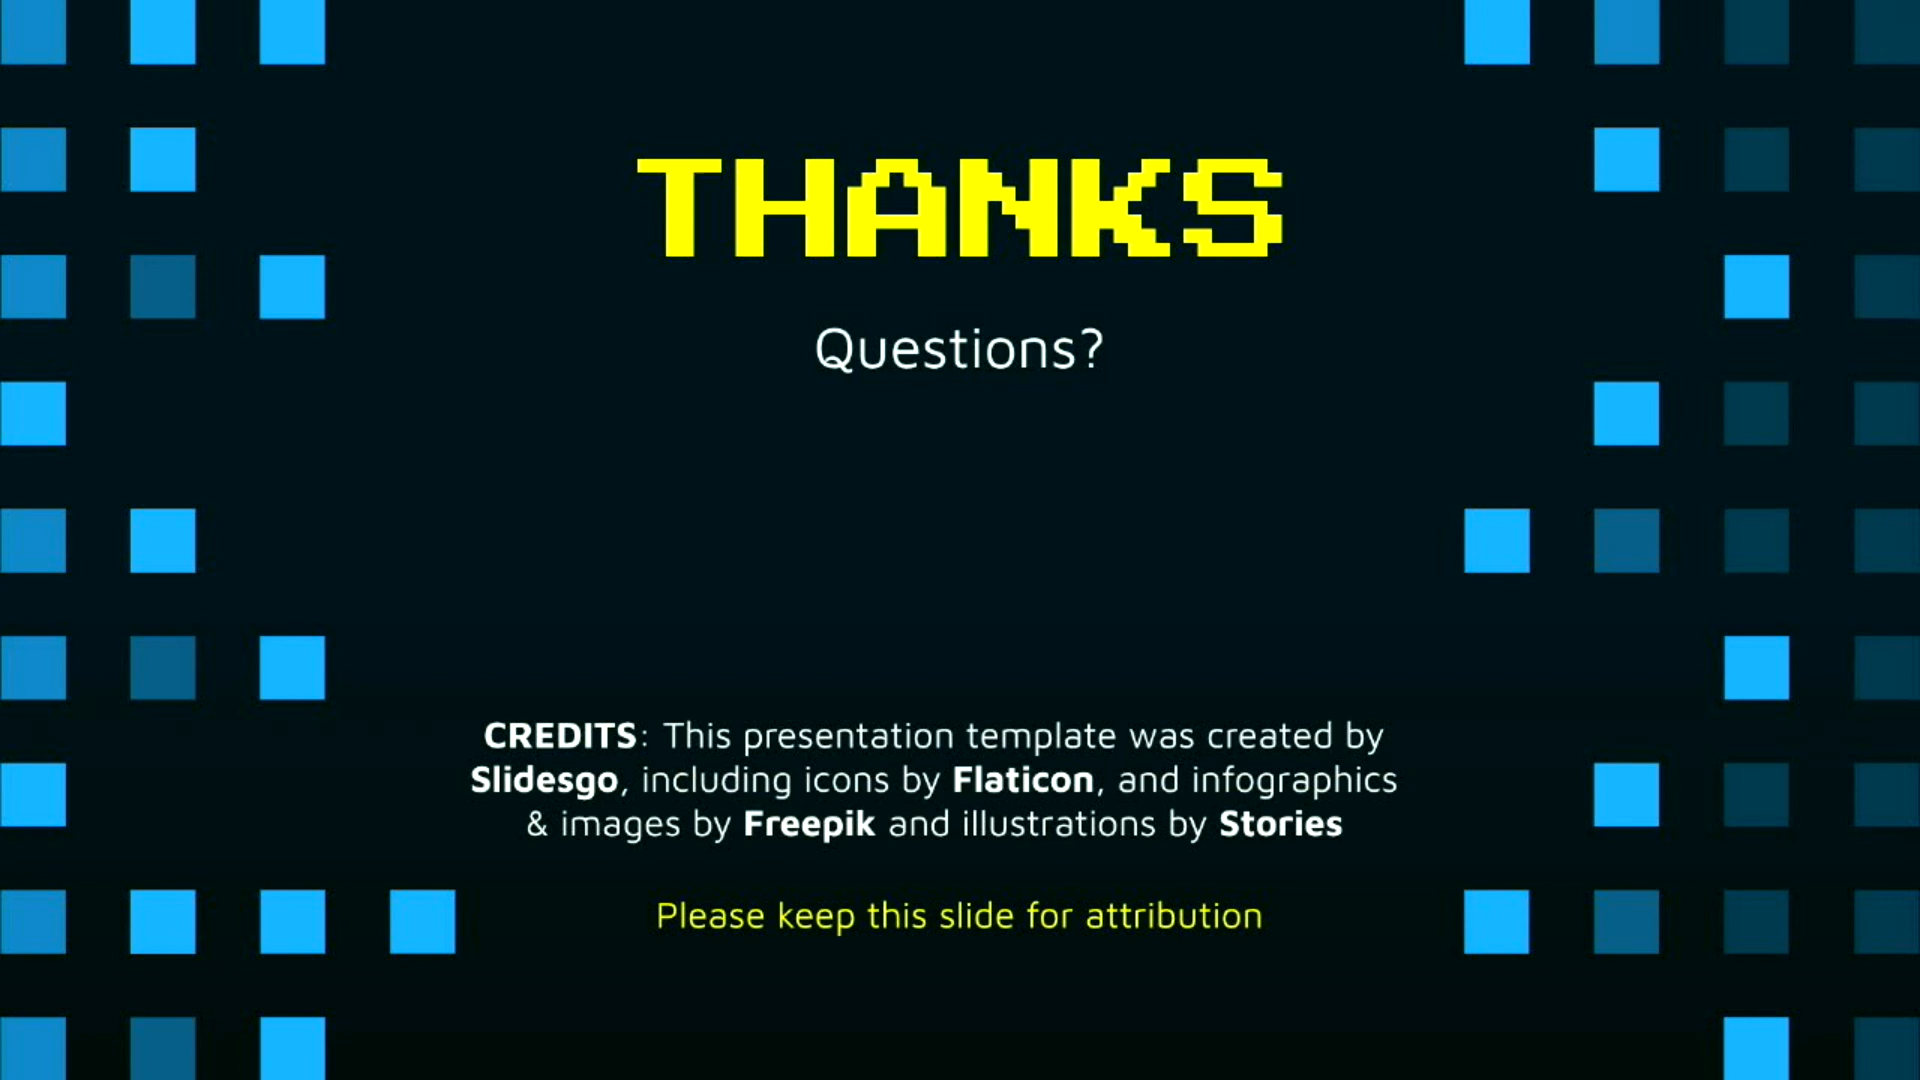 THANKS
Questions?
CREDITS: This presentation template was created by
Slidesgo, including icons by Flaticon, and infographics
& images by Freepik and illustrations by Stories
Please keep this slide for attribution